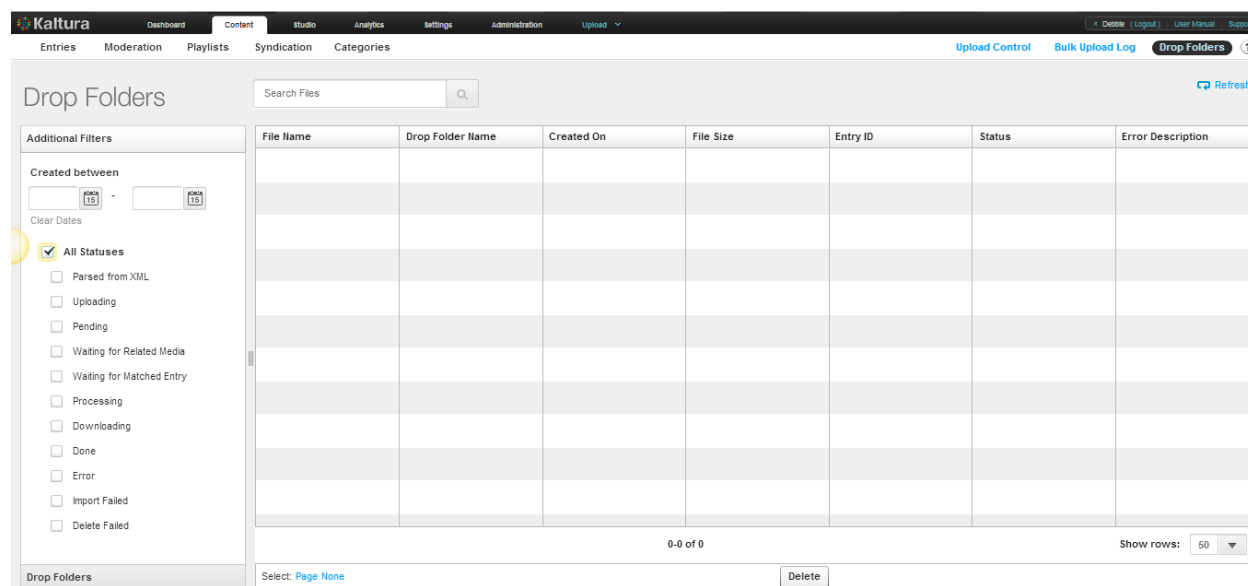 Kaltura Dashboard Content Studio Analytics Settings Administration Upload × Debbie (Logout) User Manual
Entries Moderation Playlists Syndication Categories Upload Control Bulk Upload Log Drop Folders
Drop Folders
Search Files
Refresh
Additional Filters
File Name Drop Folder Name Created On File Size Entry ID Status Error Description
Created between
15 - 15
Clear Dates
All Statuses
Parsed from XML
Uploading
Pending
Waiting for Related Media
Waiting for Matched Entry
Processing
Downloading
Done
Error
Import Failed
Delete Failed
0-0 of 0
Show rows: 50
Drop Folders
Select: Page None
Delete